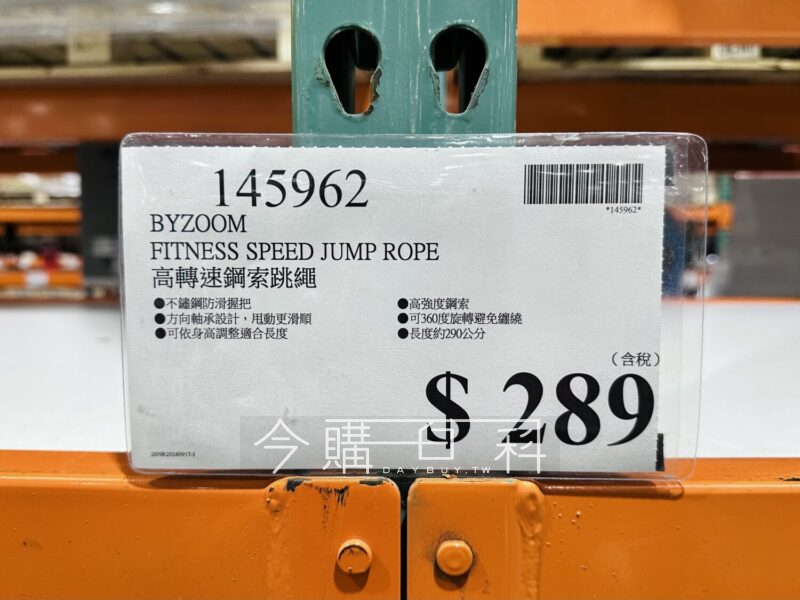 145962
*145962*
BYZOOM
FITNESS SPEED JUMP ROPE
高轉速鋼索跳繩
●不鏽鋼防滑握把
●方向軸承設計，甩動更滑順
●可依身高調整適合長度
●高強度鋼索
●可360度旋轉避免纏繞
●長度約290公分
（含稅）
$ 289
今購百科
DAYBUY.TW
26NR20240917-1